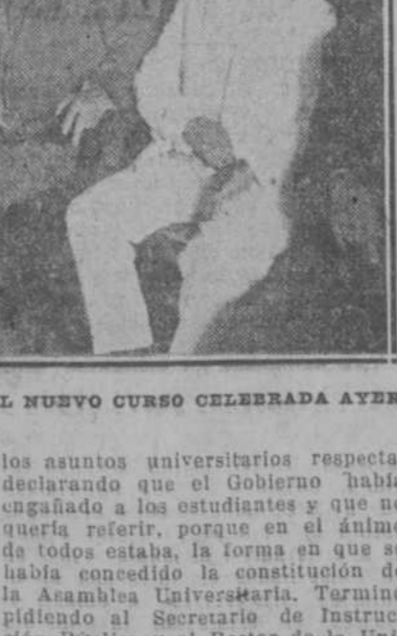 L NUEVO CURSO CELEBRADA AYER
los asuntos universitarios respecta,
declarando que el Gobierno había
engañado a los estudiantes y que no
quería referir, porque en el ánimo
de todos estaba, la forma en que se
había concedido la constitución de
la Asamblea Universitaria. Terminó
pidiendo al Secretario de Instruc